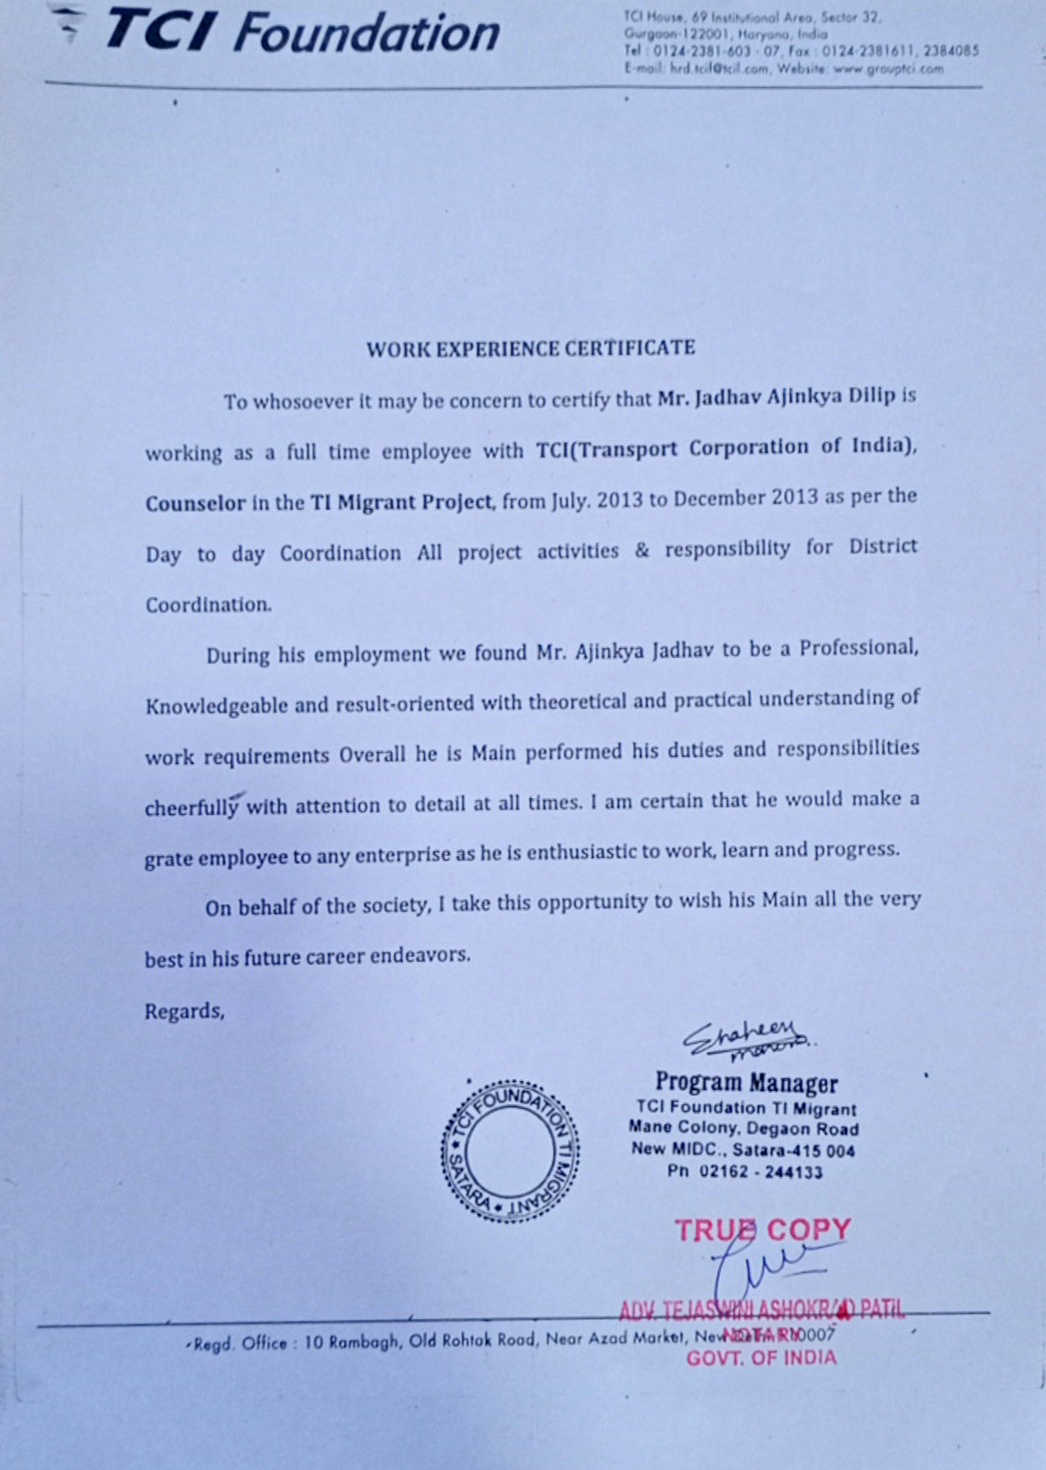 TCI Foundation
TCI House, 69 Institutional Area, Sector 32,
Gurgaon-122001, Haryana, India
Tel : 0124-2381-603 - 07, Fax : 0124-2381611, 2384085
E-mail: hrd.tcil@tcil.com, Website: www.grouptci.com
WORK EXPERIENCE CERTIFICATE
To whosoever it may be concern to certify that Mr. Jadhav Ajinkya Dilip is
working as a full time employee with TCI(Transport Corporation of India),
Counselor in the TI Migrant Project, from July. 2013 to December 2013 as per the
Day to day Coordination All project activities & responsibility for District
Coordination.
During his employment we found Mr. Ajinkya Jadhav to be a Professional,
Knowledgeable and result-oriented with theoretical and practical understanding of
work requirements Overall he is Main performed his duties and responsibilities
cheerfully with attention to detail at all times. I am certain that he would make a
grate employee to any enterprise as he is enthusiastic to work, learn and progress.
On behalf of the society, I take this opportunity to wish his Main all the very
best in his future career endeavors.
Regards,
Shaheen
Program Manager
TCI Foundation TI Migrant
Mane Colony, Degaon Road
New MIDC., Satara-415 004
Pn 02162 - 244133
TCI FOUNDATION TI MIGRANT
SATARA
TRUE COPY
ADV. TEJASWINI ASHOKRAO PATIL
NOTARY
GOVT. OF INDIA
Regd. Office : 10 Rambagh, Old Rohtak Road, Near Azad Market, New